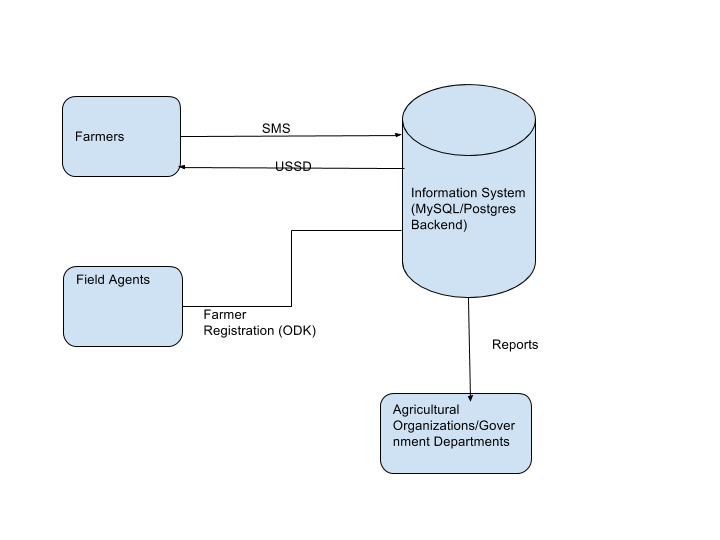 Farmers
SMS
USSD
Information System
(MySQL/Postgres
Backend)
Field Agents
Farmer
Registration (ODK)
Reports
Agricultural
Organizations/Gover
nment Departments